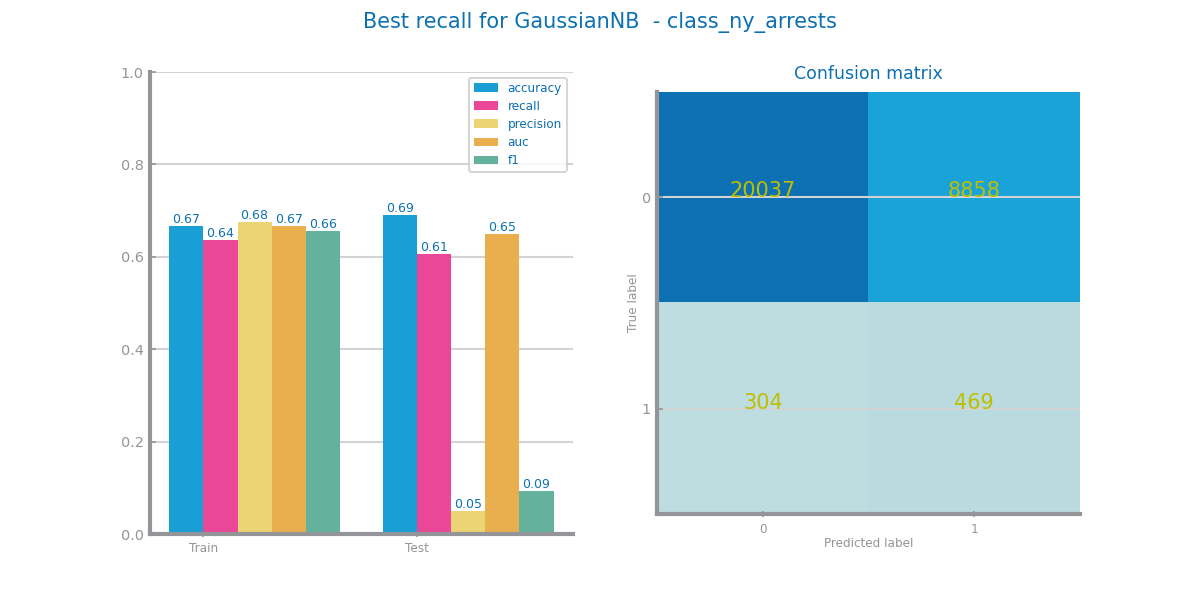 Best recall for GaussianNB - class_ny_arrests
1.0
0.8
0.6
0.4
0.2
0.0
accuracy
recall
precision
auc
f1
0.67
0.64
0.68
0.67
0.66
0.69
0.61
0.05
0.65
0.09
Train
Test
Confusion matrix
True label
0
1
20037
8858
304
469
0
1
Predicted label